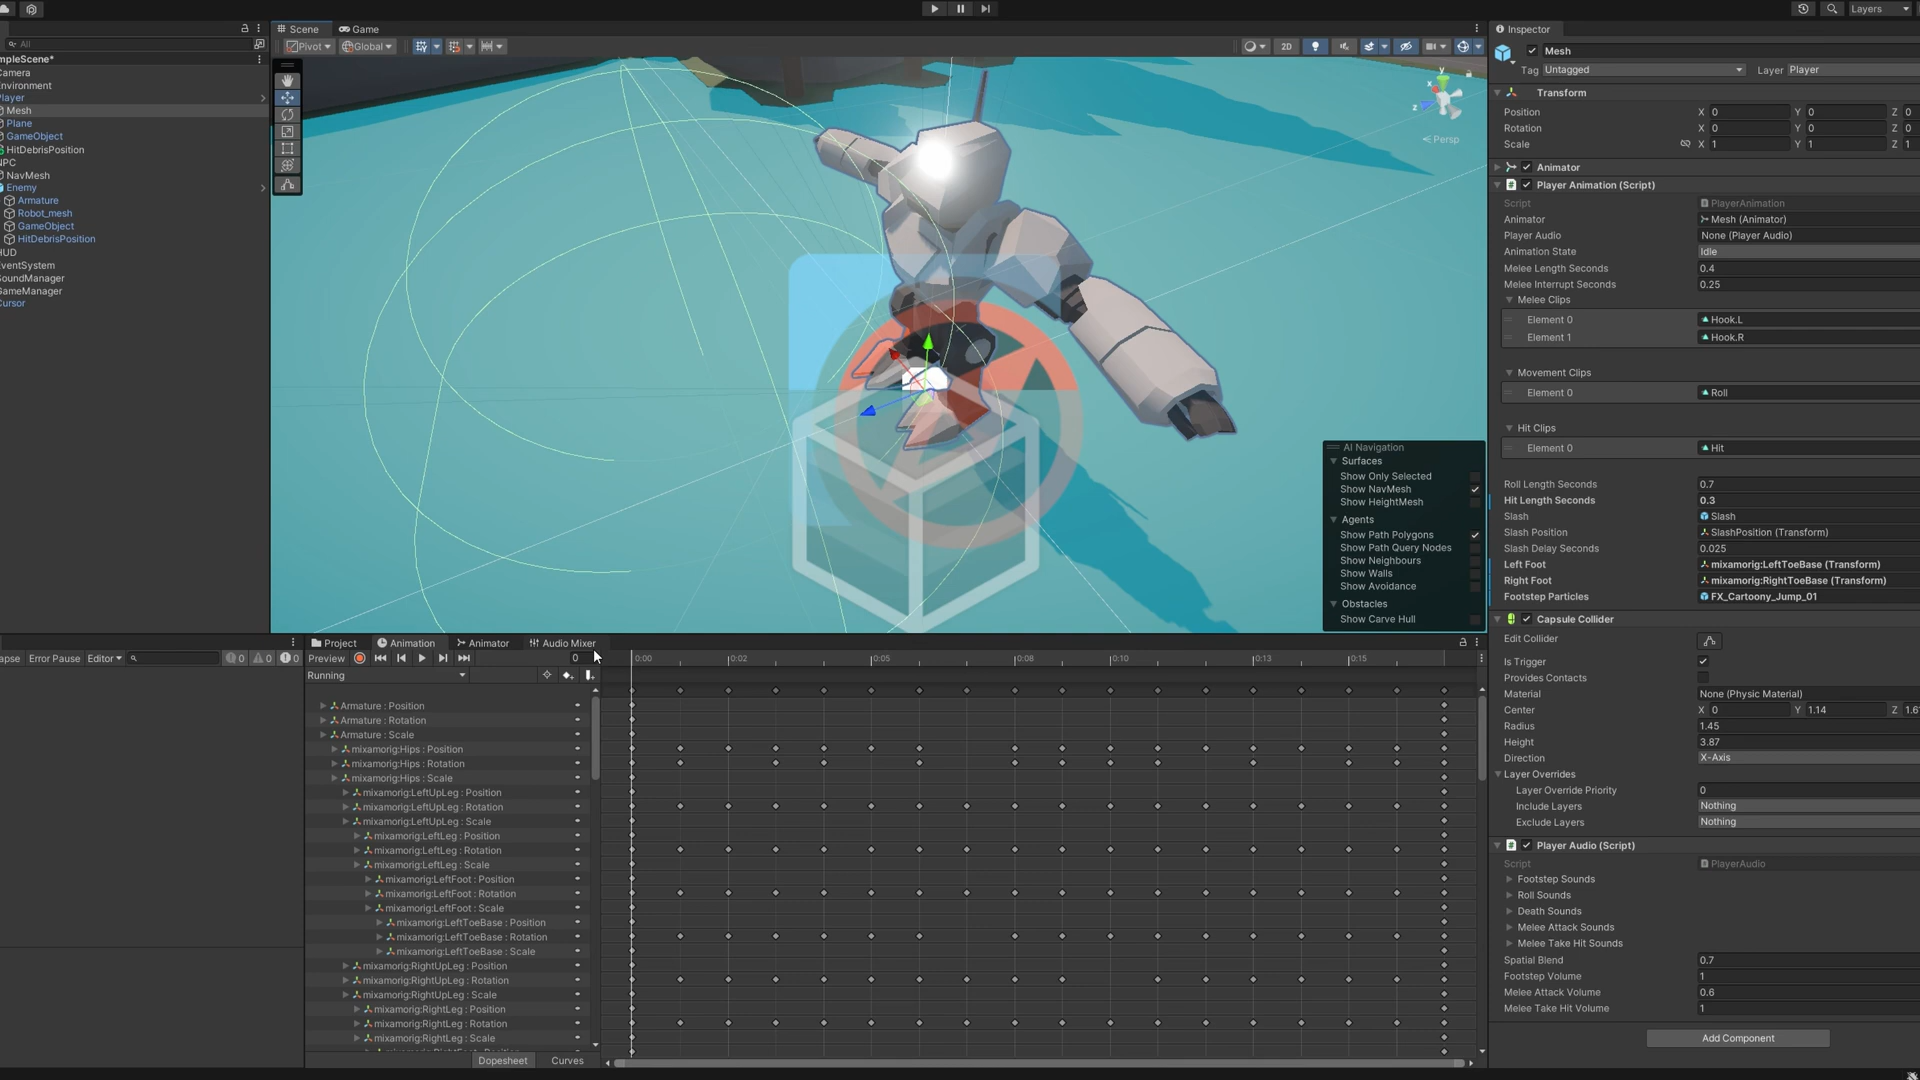 Layers
Scene
Game
Inspector
All
Pivot
Global
2D
mpleScene*
Camera
Environment
Player
Mesh
Plane
GameObject
HitDebrisPosition
NPC
NavMesh
Enemy
Armature
Robot_mesh
GameObject
HitDebrisPosition
HUD
EventSystem
SoundManager
GameManager
Cursor
y
x
z
Persp
AI Navigation
Surfaces
Show Only Selected
Show NavMesh
Show HeightMesh
Agents
Show Path Polygons
Show Path Query Nodes
Show Neighbours
Show Walls
Show Avoidance
Obstacles
Show Carve Hull
Mesh
Tag Untagged Layer Player
Transform
Position X 0 Y 0 Z 0
Rotation X 0 Y 0 Z 0
Scale X 1 Y 1 Z 1
Animator
Player Animation (Script)
Script PlayerAnimation
Animator Mesh (Animator)
Player Audio None (Player Audio)
Animation State Idle
Melee Length Seconds 0.4
Melee Interrupt Seconds 0.25
Melee Clips
Element 0 Hook.L
Element 1 Hook.R
Movement Clips
Element 0 Roll
Hit Clips
Element 0 Hit
Roll Length Seconds 0.7
Hit Length Seconds 0.3
Slash Slash
Slash Position SlashPosition (Transform)
Slash Delay Seconds 0.025
Left Foot mixamorig:LeftToeBase (Transform)
Right Foot mixamorig:RightToeBase (Transform)
Footstep Particles FX_Cartoony_Jump_01
Capsule Collider
Edit Collider
Is Trigger
Provides Contacts
Material None (Physic Material)
Center X 0 Y 1.14 Z 1.6
Radius 1.45
Height 3.87
Direction X-Axis
Layer Overrides
Layer Override Priority 0
Include Layers Nothing
Exclude Layers Nothing
Player Audio (Script)
Script PlayerAudio
Footstep Sounds
Roll Sounds
Death Sounds
Melee Attack Sounds
Melee Take Hit Sounds
Spatial Blend 0.7
Footstep Volume 1
Melee Attack Volume 0.6
Melee Take Hit Volume 1
Add Component
Project
Animation
Animator
Audio Mixer
apse
Error Pause
Editor
0
0
0
Preview
0
0:00
0:02
0:05
0:08
0:10
0:13
0:15
Running
Armature : Position
Armature : Rotation
Armature : Scale
mixamorig:Hips : Position
mixamorig:Hips : Rotation
mixamorig:Hips : Scale
mixamorig:LeftUpLeg : Position
mixamorig:LeftUpLeg : Rotation
mixamorig:LeftUpLeg : Scale
mixamorig:LeftLeg : Position
mixamorig:LeftLeg : Rotation
mixamorig:LeftLeg : Scale
mixamorig:LeftFoot : Position
mixamorig:LeftFoot : Rotation
mixamorig:LeftFoot : Scale
mixamorig:LeftToeBase : Position
mixamorig:LeftToeBase : Rotation
mixamorig:LeftToeBase : Scale
mixamorig:RightUpLeg : Position
mixamorig:RightUpLeg : Rotation
mixamorig:RightUpLeg : Scale
mixamorig:RightLeg : Position
mixamorig:RightLeg : Rotation
mixamorig:RightLeg : Scale
Dopesheet
Curves